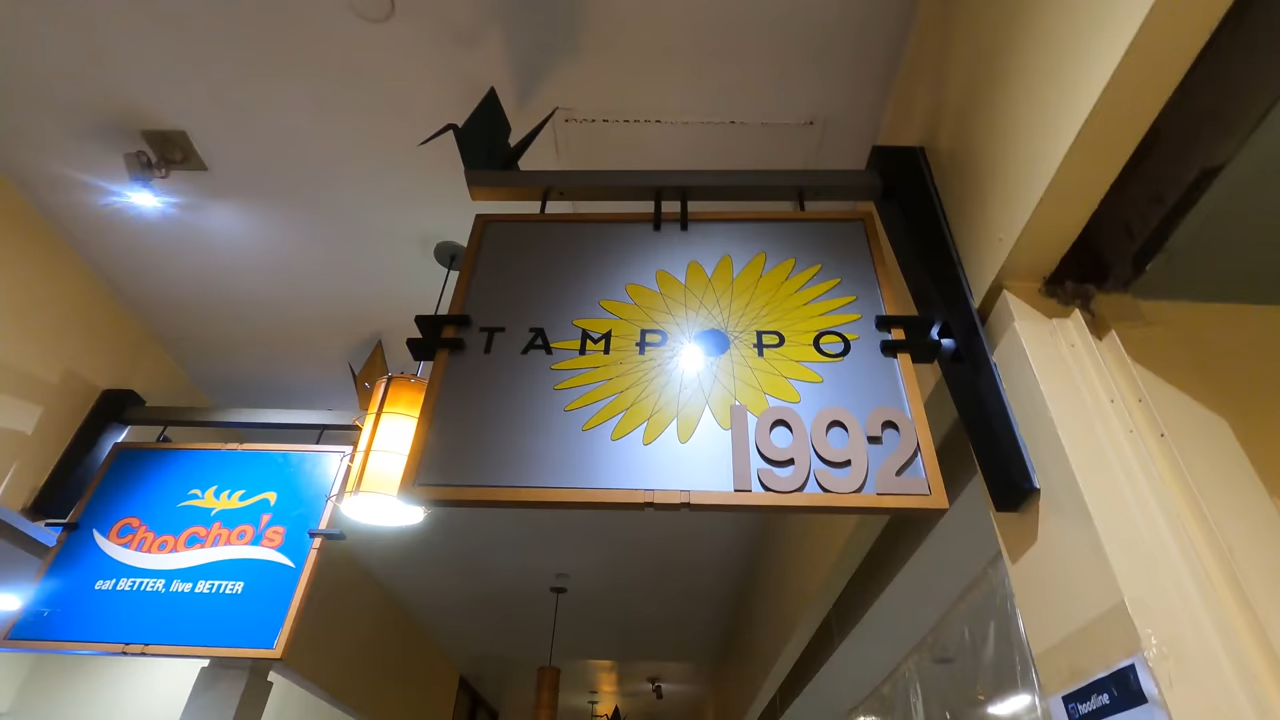 TAMPOPO
1992
ChoCho's
eat BETTER, live BETTER
hoodline